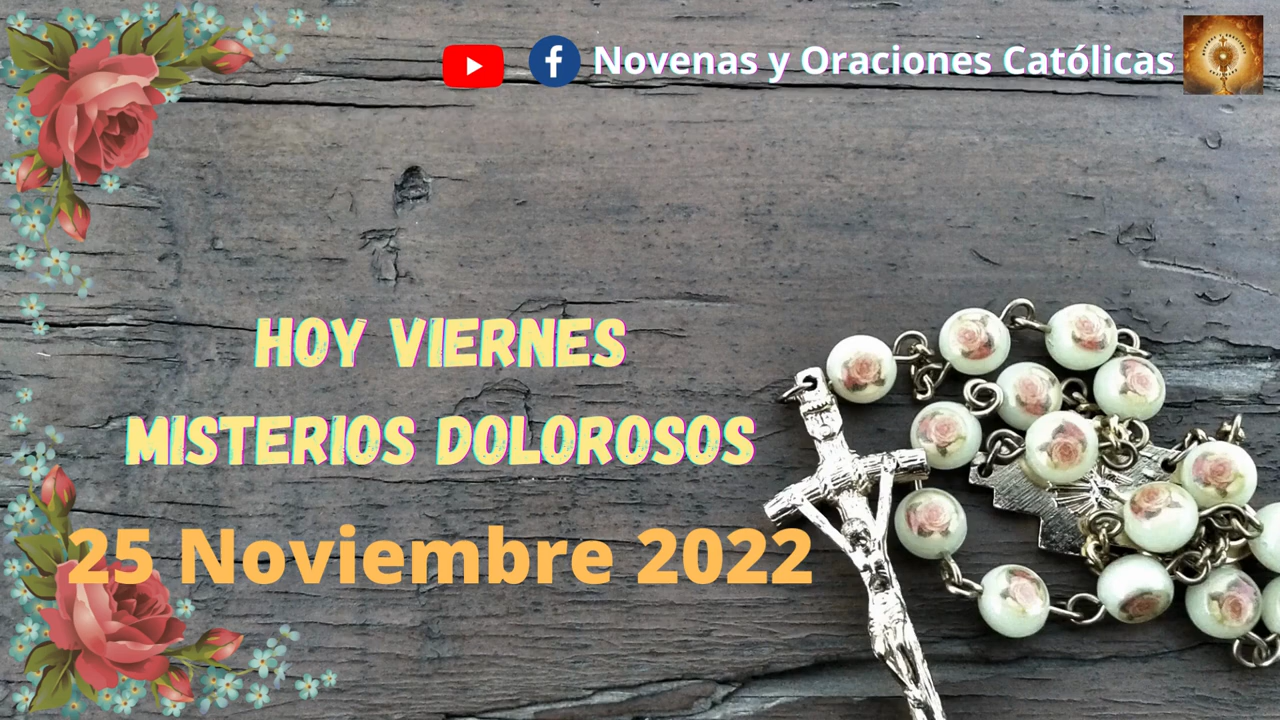 Novenas y Oraciones Católicas
HOY VIERNES
MISTERIOS DOLOROSOS
25 Noviembre 2022